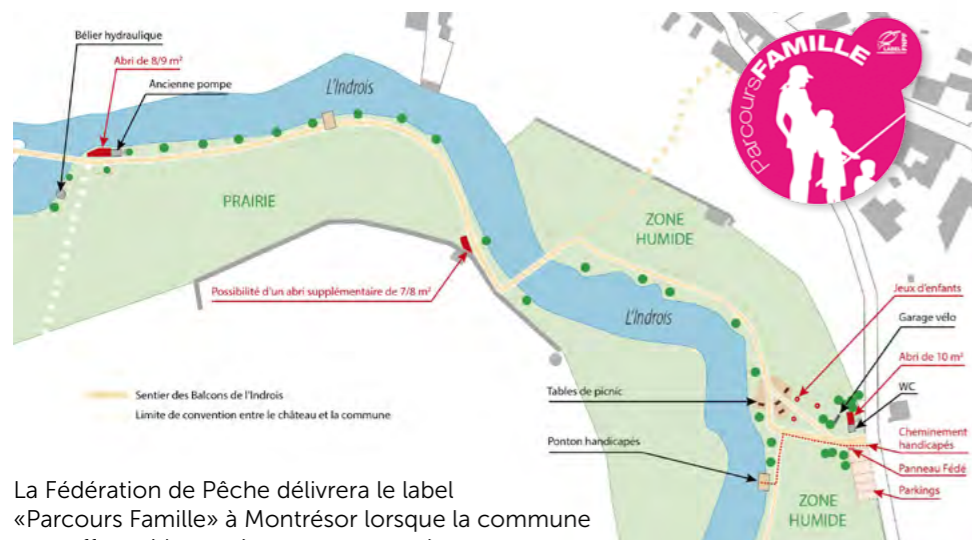 Bélier hydraulique
Abri de 8/9 m²
Ancienne pompe
L'Indrois
ParcoursFAMILLE
LABEL FNPF
PRAIRIE
ZONE
HUMIDE
Possibilité d'un abri supplémentaire de 7/8 m²
Jeux d'enfants
L'Indrois
Garage vélo
Abri de 10 m²
Sentier des Balcons de l'Indrois
Tables de picnic
WC
Limite de convention entre le château et la commune
Ponton handicapés
Cheminement
handicapés
Panneau Fédé
Parkings
ZONE
HUMIDE
La Fédération de Pêche délivrera le label
«Parcours Famille» à Montrésor lorsque la commune